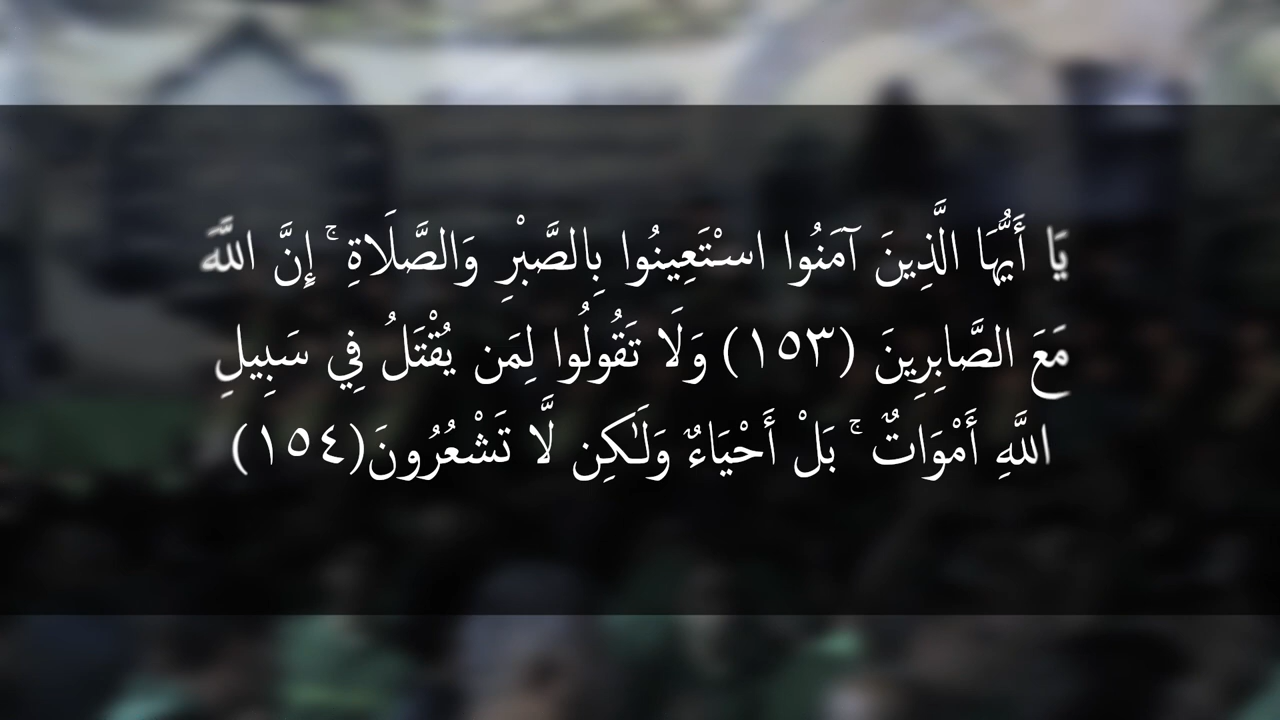 يَا أَيُّهَا الَّذِينَ آمَنُوا اسْتَعِينُوا بِالصَّبْرِ وَالصَّلَاةِ ۚ إِنَّ اللَّهَ
مَعَ الصَّابِرِينَ (١٥٣) وَلَا تَقُولُوا لِمَن يُقْتَلُ فِي سَبِيلِ
اللَّهِ أَمْوَاتٌ ۚ بَلْ أَحْيَاءٌ وَلَٰكِن لَّا تَشْعُرُونَ(١٥٤)